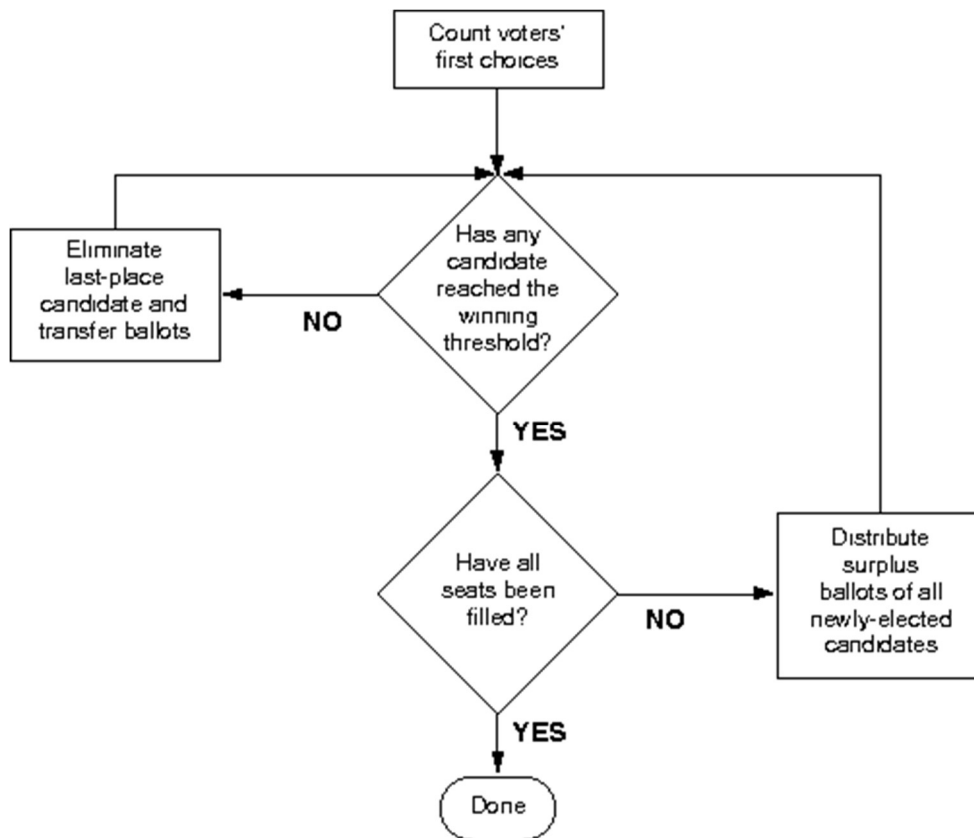 Count voters'
first choices
Has any
candidate
reached the
winning
threshold?
NO
Eliminate
last-place
candidate and
transfer ballots
YES
Have all
seats been
filled?
NO
Distribute
surplus
ballots of all
newly-elected
candidates
YES
Done